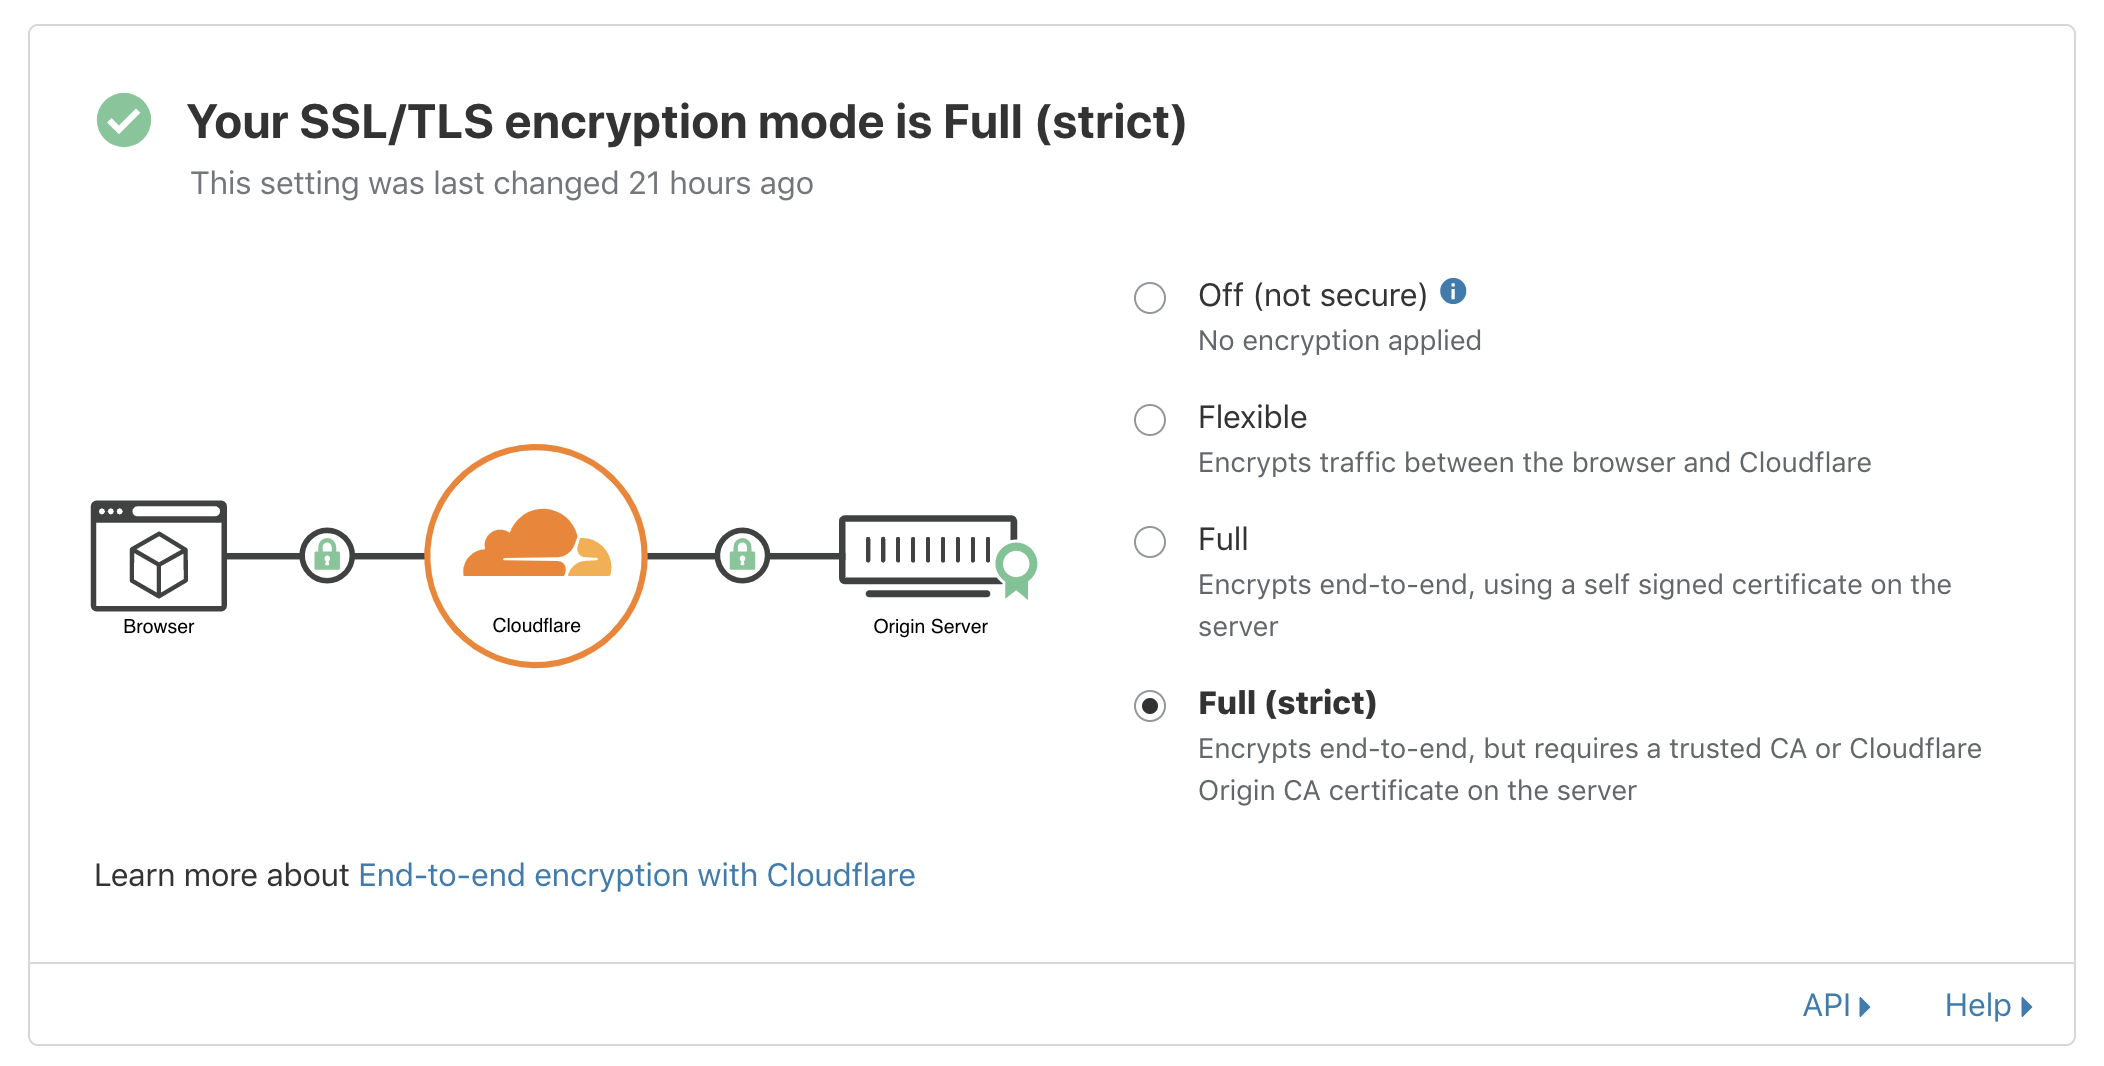 Your SSL/TLS encryption mode is Full (strict)
This setting was last changed 21 hours ago
Browser
Cloudflare
Origin Server
Off (not secure)
No encryption applied
Flexible
Encrypts traffic between the browser and Cloudflare
Full
Encrypts end-to-end, using a self signed certificate on the
server
Full (strict)
Encrypts end-to-end, but requires a trusted CA or Cloudflare
Origin CA certificate on the server
Learn more about End-to-end encryption with Cloudflare
API
Help